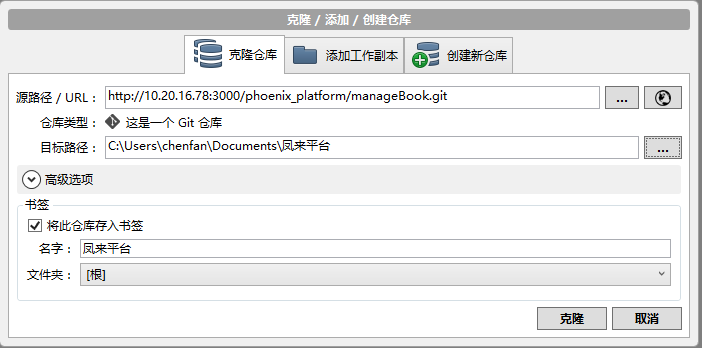 克隆 / 添加 / 创建仓库
克隆仓库 添加工作副本 创建新仓库
源路径 / URL： http://10.20.16.78:3000/phoenix_platform/manageBook.git ...
仓库类型： 这是一个 Git 仓库
目标路径： C:\Users\chenfan\Documents\凤来平台 ...
高级选项
书签
将此仓库存入书签
名字： 凤来平台
文件夹： [根]
克隆 取消